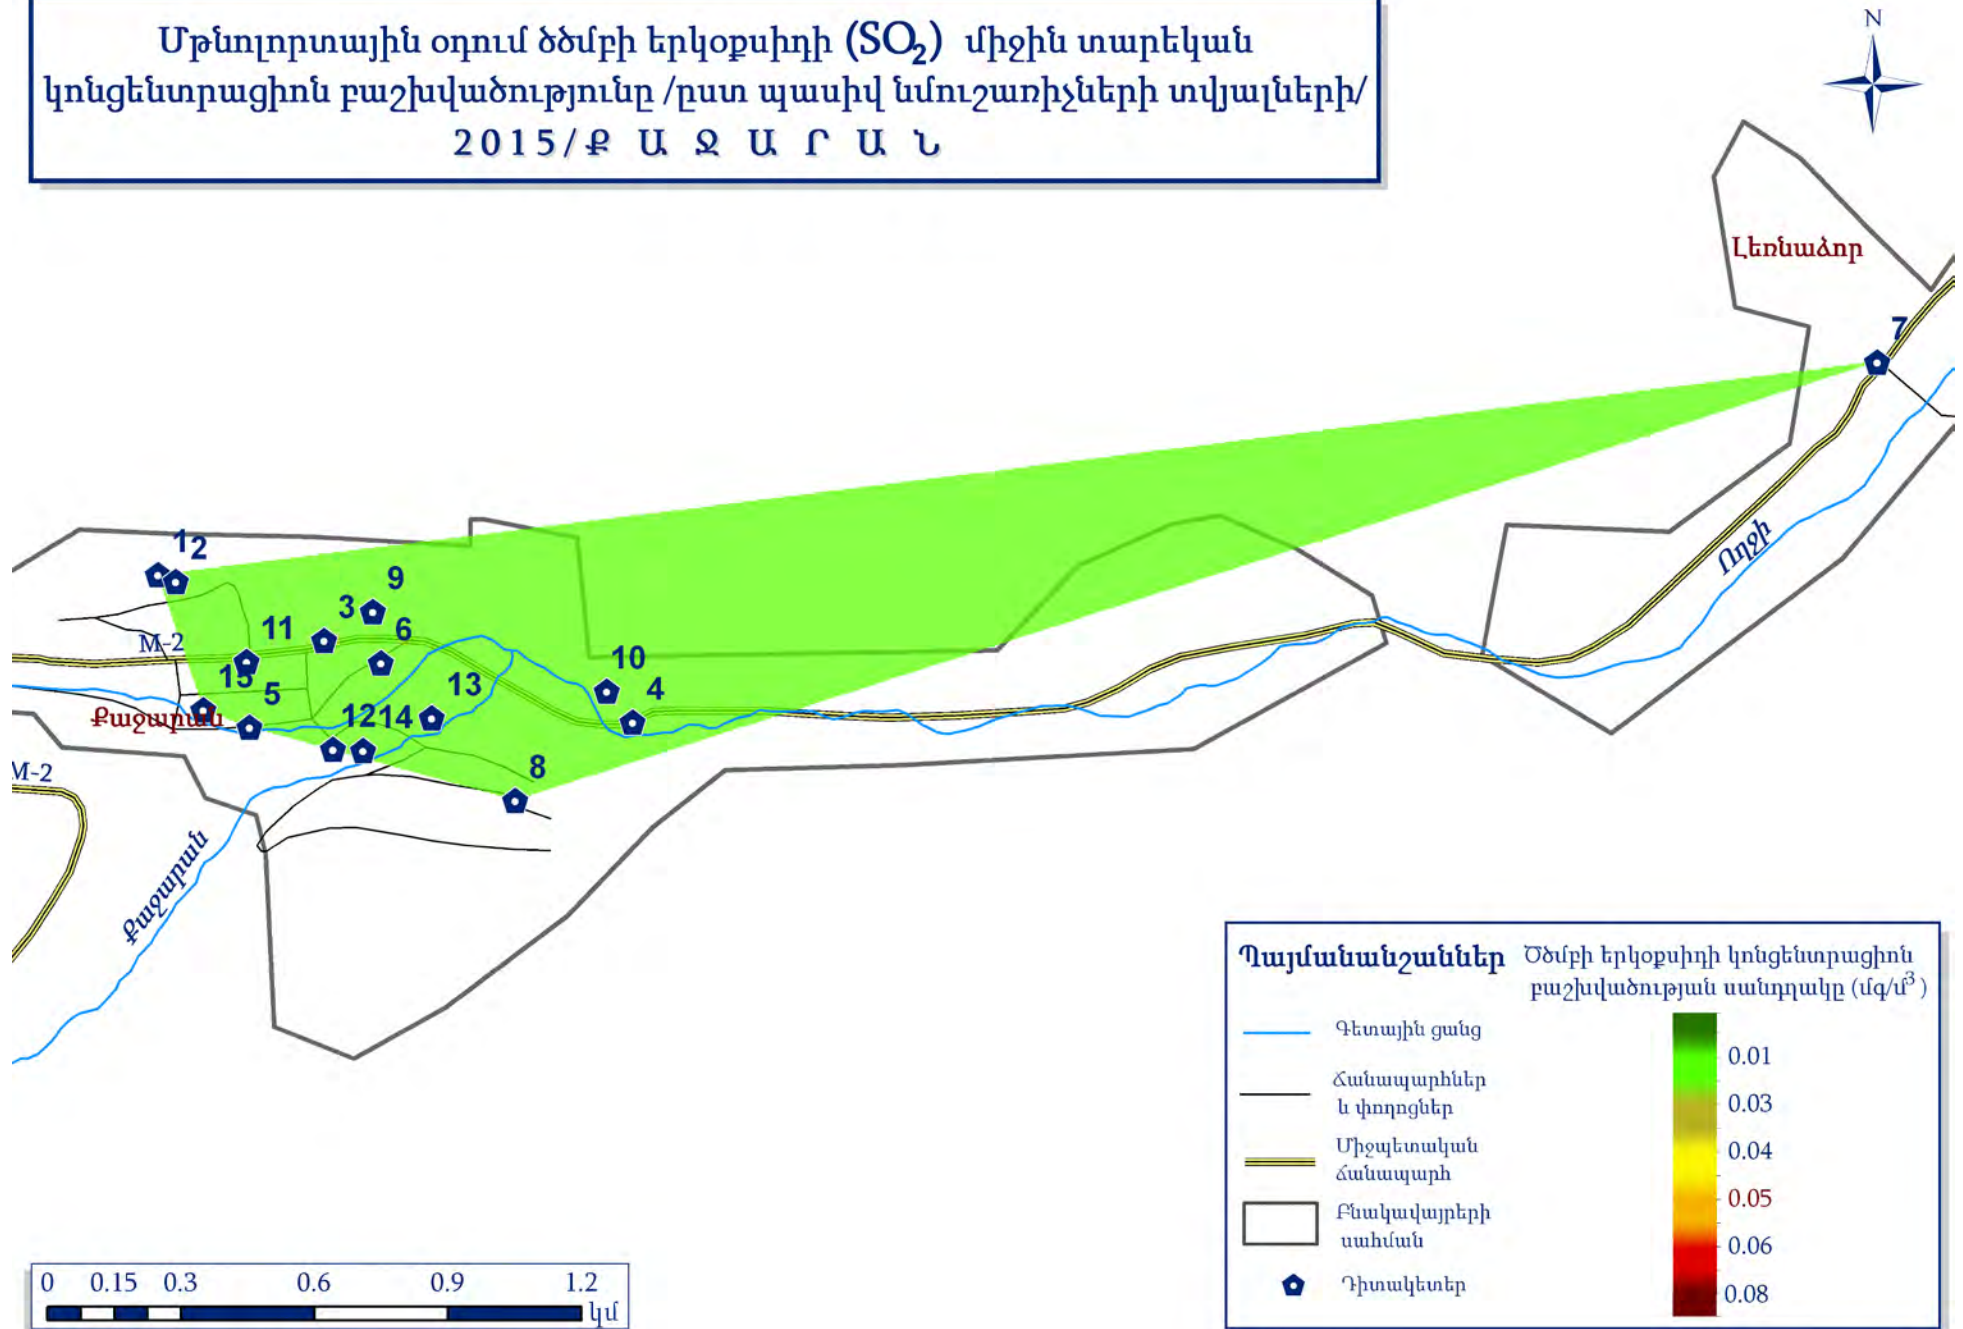 Մթնոլորտային օդում ծծմբի երկօքսիդի (SO₂) միջին տարեկան
կոնցենտրացիոն բաշխվածությունը /ըստ պասիվ նմուշառիչների տվյալների/
2015/Ք Ա Ջ Ա Ր Ա Ն
N
Լեռնաձոր
7
Ողջի
1
2
9
3
11
6
M-2
15
5
10
4
13
Քաջարան
12
14
8
M-2
Քաջարան
Պայմանանշաններ
Ծծմբի երկօքսիդի կոնցենտրացիոն
բաշխվածության սանդղակը (մգ/մ³)
Գետային ցանց
Ճանապարհներ
և փողոցներ
Միջպետական
ճանապարհ
Բնակավայրերի
սահման
Դիտակետեր
0.01
0.03
0.04
0.05
0.06
0.08
0 0.15 0.3 0.6 0.9 1.2
կմ